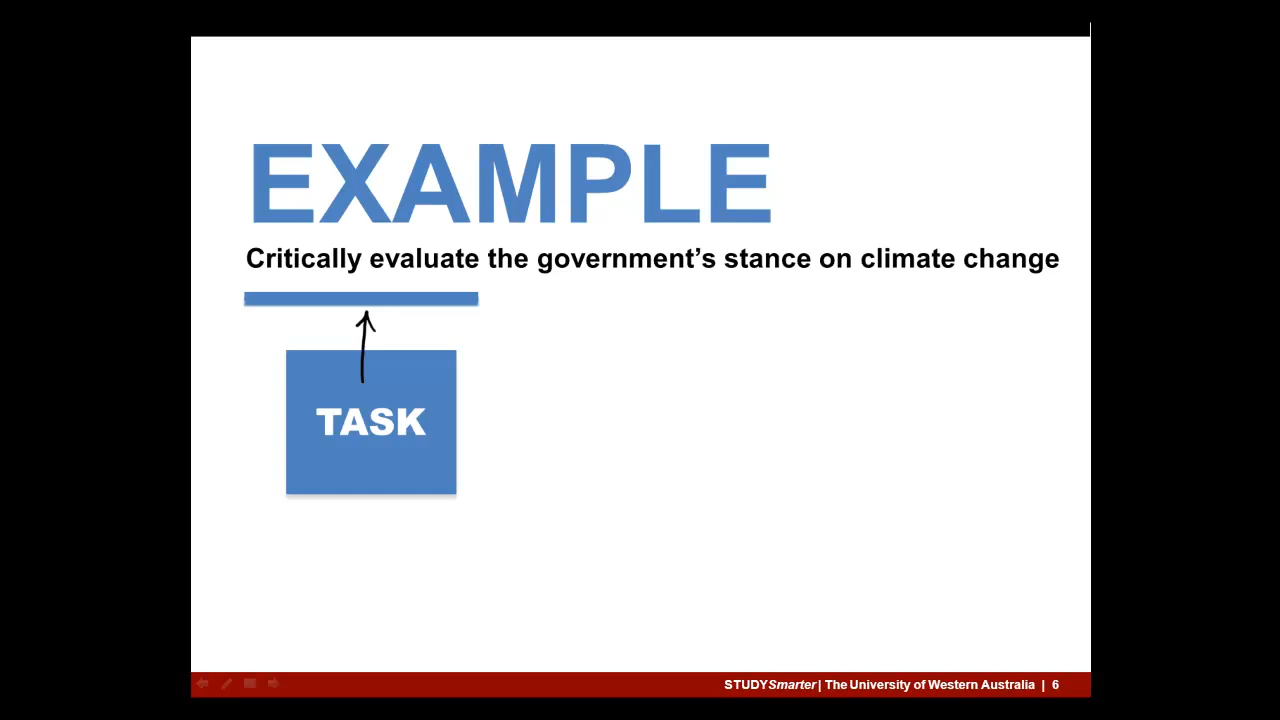 EXAMPLE
Critically evaluate the government’s stance on climate change
TASK
STUDYSmarter | The University of Western Australia | 6